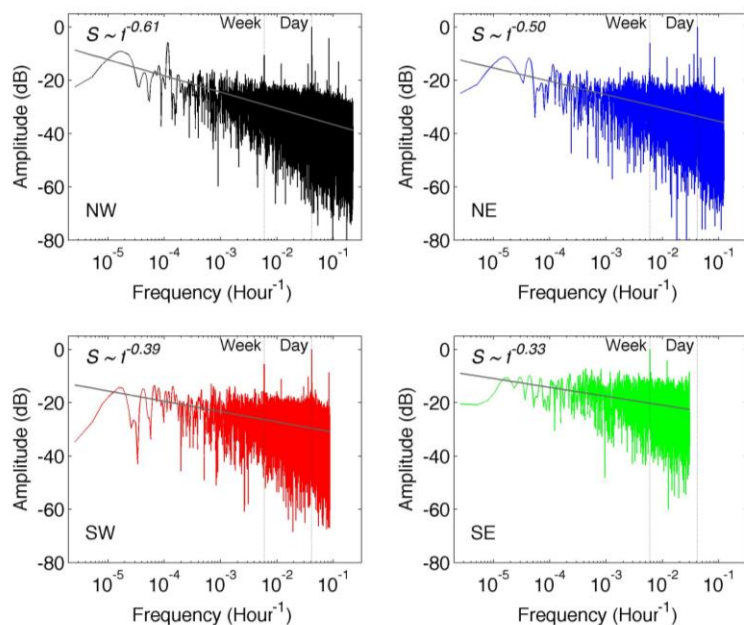 S ~ f^-0.61
Week
Day
0
-20
-40
-60
-80
Amplitude (dB)
NW
10^-5
10^-4
10^-3
10^-2
10^-1
Frequency (Hour^-1)
S ~ f^-0.50
Week
Day
0
-20
-40
-60
-80
Amplitude (dB)
NE
10^-5
10^-4
10^-3
10^-2
10^-1
Frequency (Hour^-1)
S ~ f^-0.39
Week
Day
0
-20
-40
-60
-80
Amplitude (dB)
SW
10^-5
10^-4
10^-3
10^-2
10^-1
Frequency (Hour^-1)
S ~ f^-0.33
Week
Day
0
-20
-40
-60
-80
Amplitude (dB)
SE
10^-5
10^-4
10^-3
10^-2
10^-1
Frequency (Hour^-1)